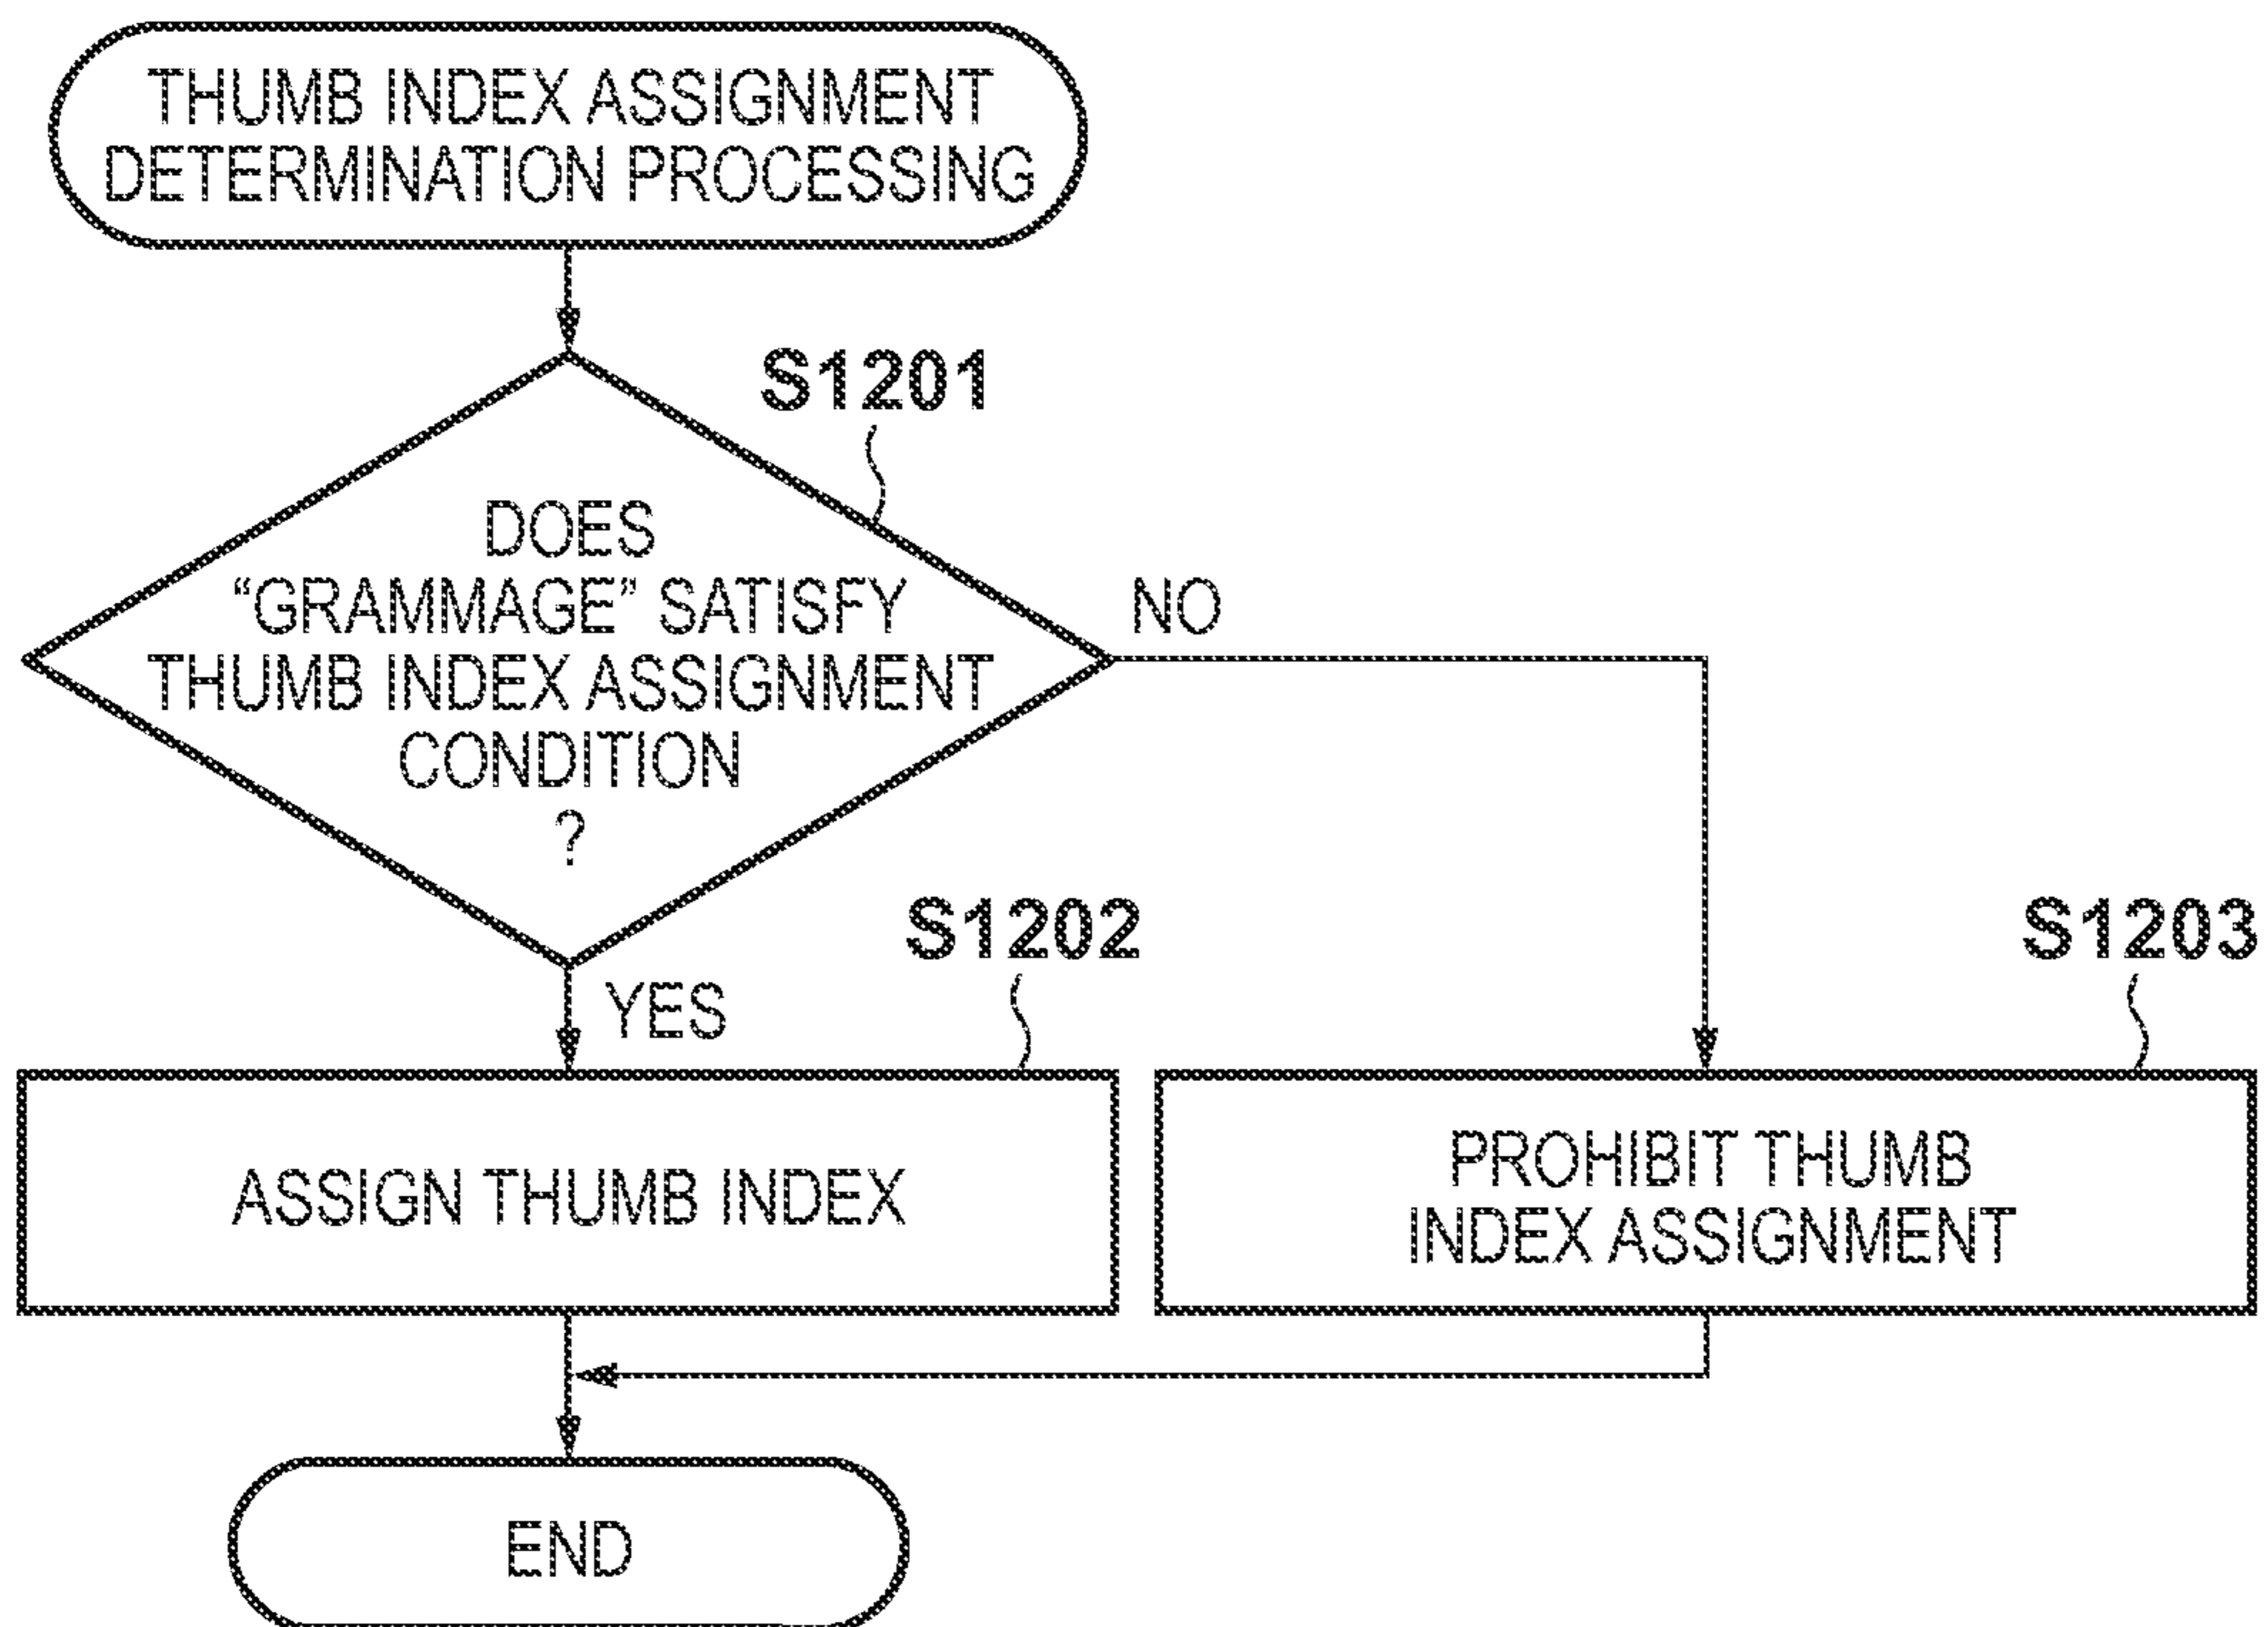 THUMB INDEX ASSIGNMENT
DETERMINATION PROCESSING
S1201
DOES
“GRAMMAGE” SATISFY
THUMB INDEX ASSIGNMENT
CONDITION
?
NO
YES
S1202
ASSIGN THUMB INDEX
S1203
PROHIBIT THUMB
INDEX ASSIGNMENT
END